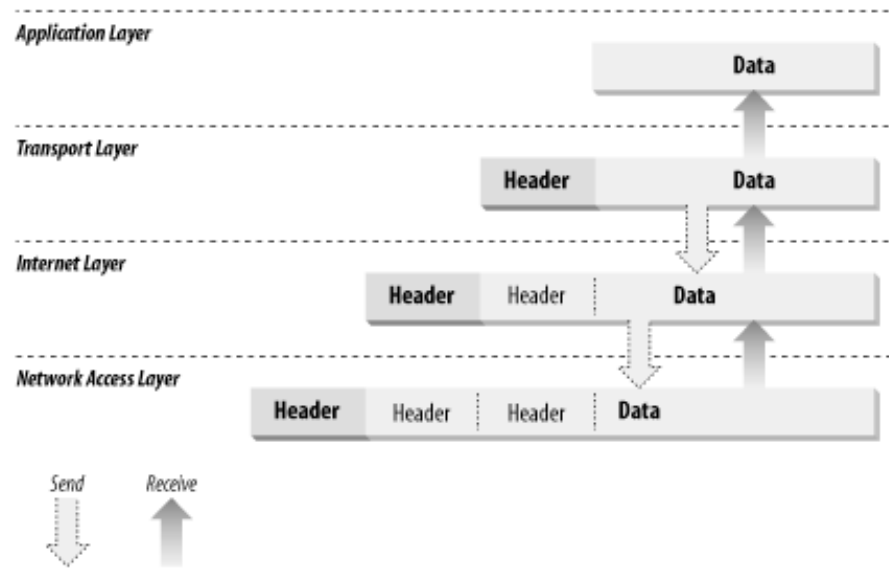 Application Layer
Data
Transport Layer
Header Data
Internet Layer
Header Header Data
Network Access Layer
Header Header Header Data
Send Receive